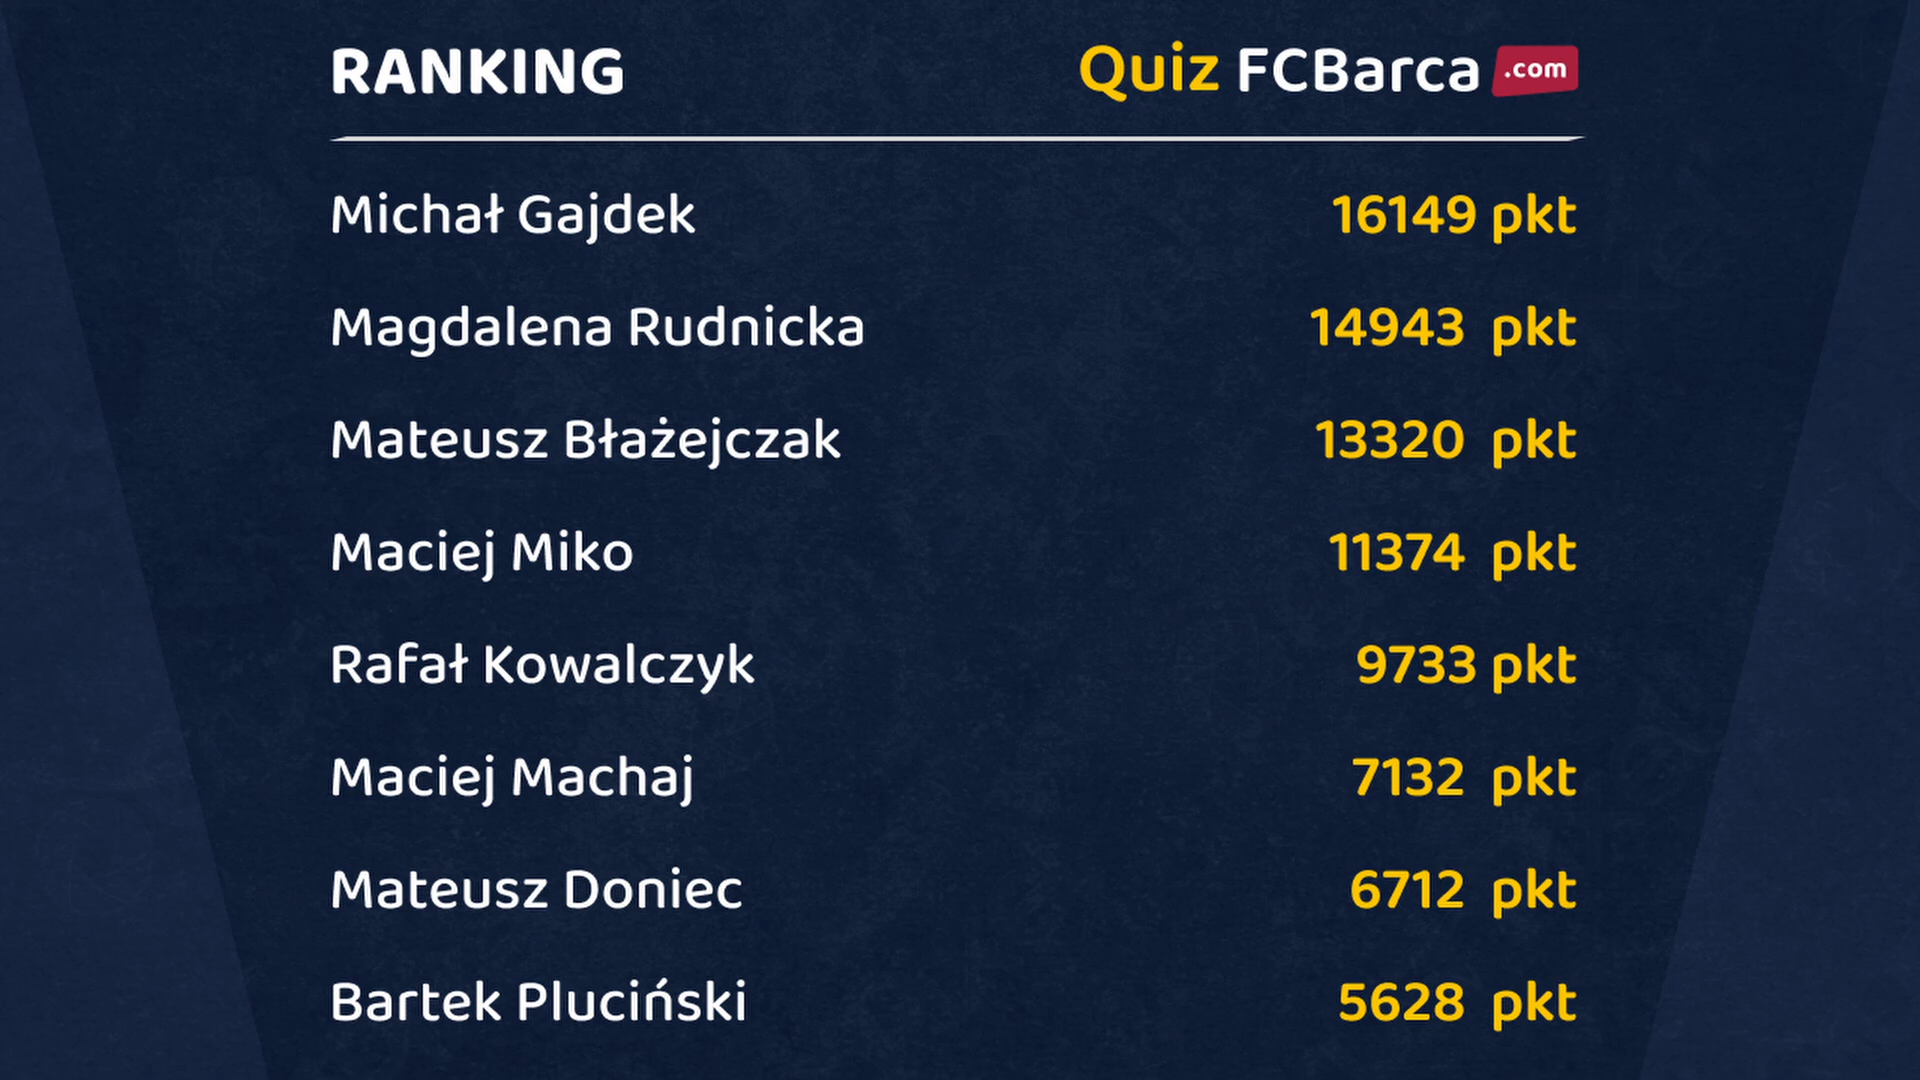 RANKING Quiz FCBarca .com
Michał Gajdek 16149 pkt
Magdalena Rudnicka 14943 pkt
Mateusz Błażejczak 13320 pkt
Maciej Miko 11374 pkt
Rafał Kowalczyk 9733 pkt
Maciej Machaj 7132 pkt
Mateusz Doniec 6712 pkt
Bartek Pluciński 5628 pkt